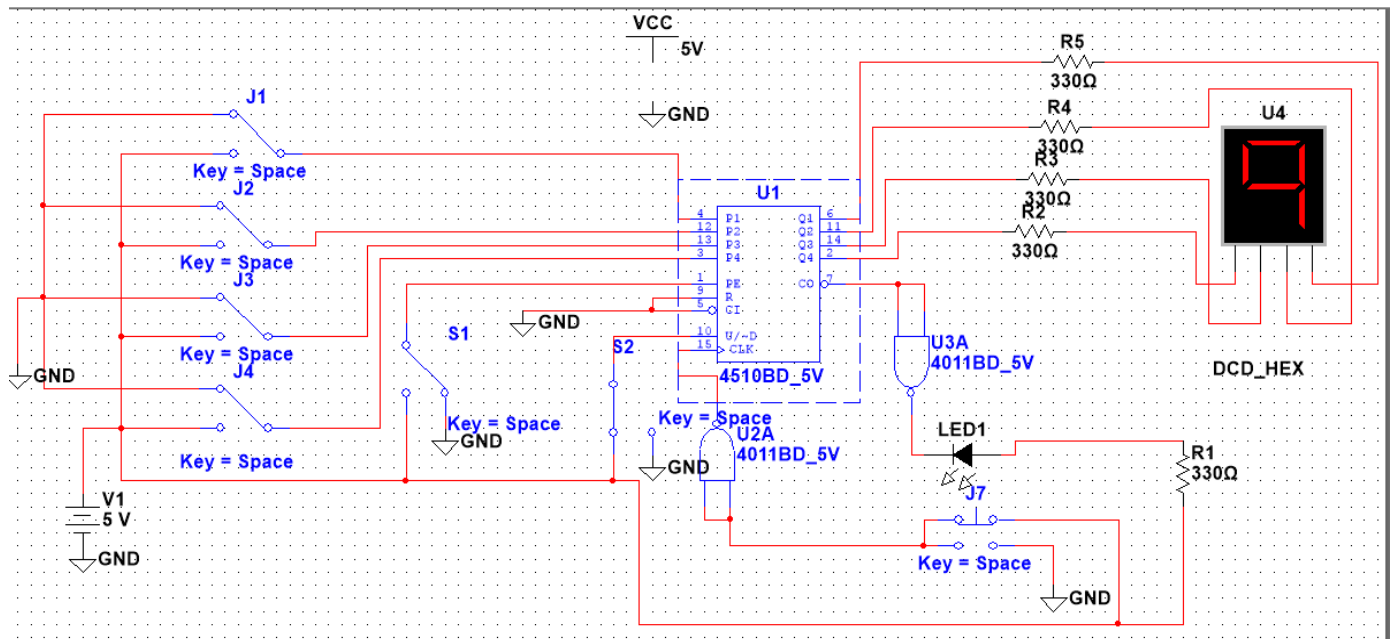 VCC
5V
GND
J1
Key = Space
J2
Key = Space
J3
Key = Space
J4
Key = Space
GND
V1
5 V
GND
S1
Key = Space
GND
GND
S2
Key = Space
GND
U1
4 P1
12 P2
13 P3
3 P4
1 PE
9 R
5 CI
10 U/~D
15 CLK
Q1 6
Q2 11
Q3 14
Q4 2
CO 7
4510BD_5V
U2A
4011BD_5V
U3A
4011BD_5V
LED1
R1
330Ω
J7
Key = Space
GND
R5
330Ω
R4
330Ω
R3
330Ω
R2
330Ω
U4
9
DCD_HEX